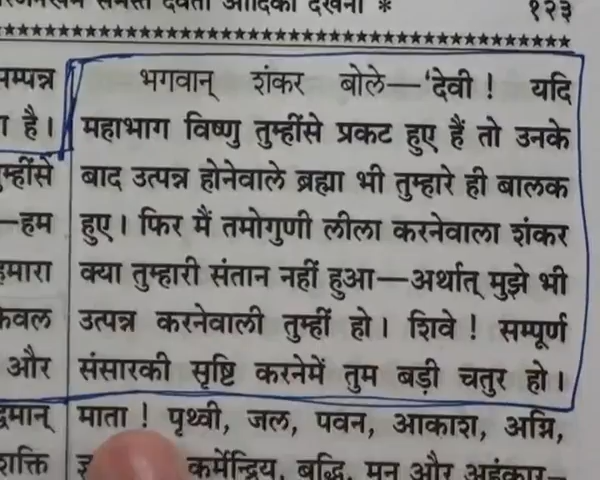 समस्त देवता आदिको देखना * १२३
सम्पन्न
है।
तुम्हींसे
—हम
हमारा
केवल
और
भगवान् शंकर बोले—'देवी ! यदि
महाभाग विष्णु तुम्हींसे प्रकट हुए हैं तो उनके
बाद उत्पन्न होनेवाले ब्रह्मा भी तुम्हारे ही बालक
हुए। फिर मैं तमोगुणी लीला करनेवाला शंकर
क्या तुम्हारी संतान नहीं हुआ—अर्थात् मुझे भी
उत्पन्न करनेवाली तुम्हीं हो। शिवे ! सम्पूर्ण
संसारकी सृष्टि करनेमें तुम बड़ी चतुर हो।
माता ! पृथ्वी, जल, पवन, आकाश, अग्नि,
कर्मेन्द्रिय, बुद्धि, मन और अहंकार—